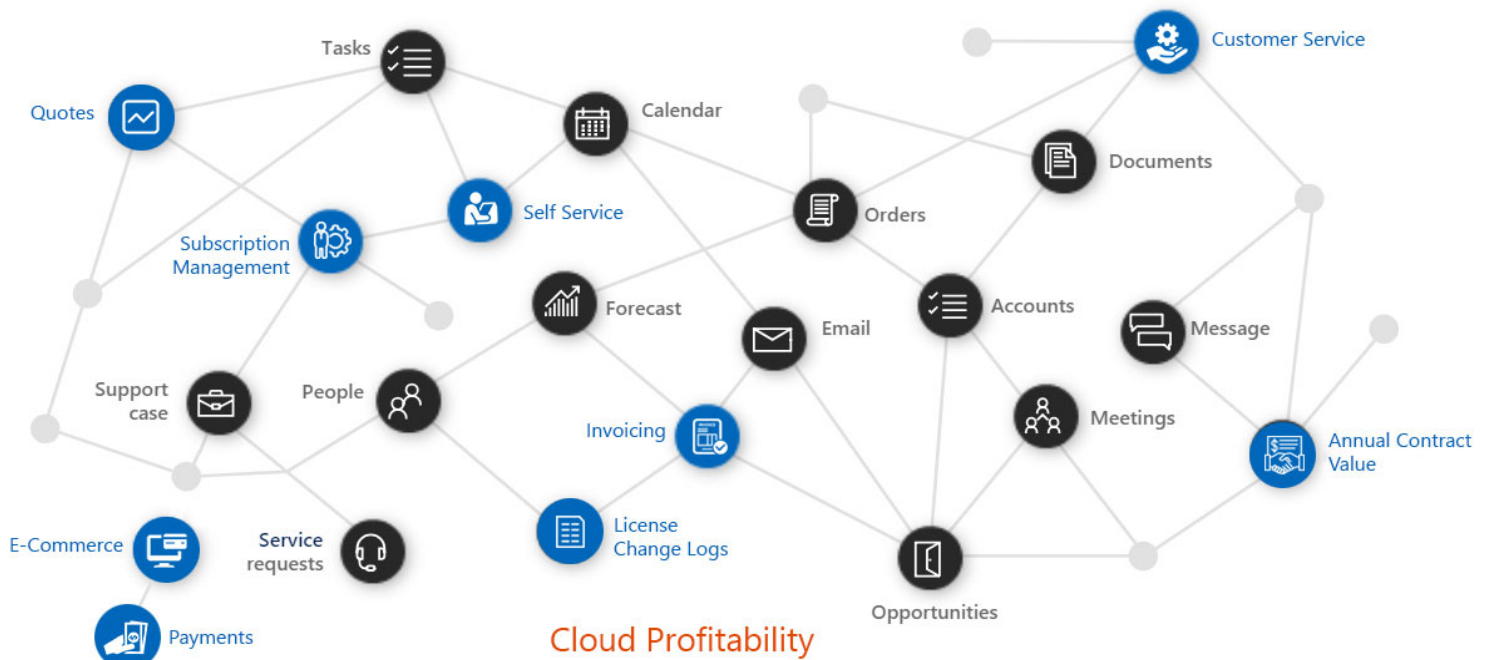 Tasks
Customer Service
Quotes
Calendar
Documents
Self Service
Orders
Subscription
Management
Forecast
Email
Accounts
Message
Support
case
People
Invoicing
Meetings
Annual Contract
Value
E-Commerce
Service
requests
License
Change Logs
Opportunities
Payments
Cloud Profitability